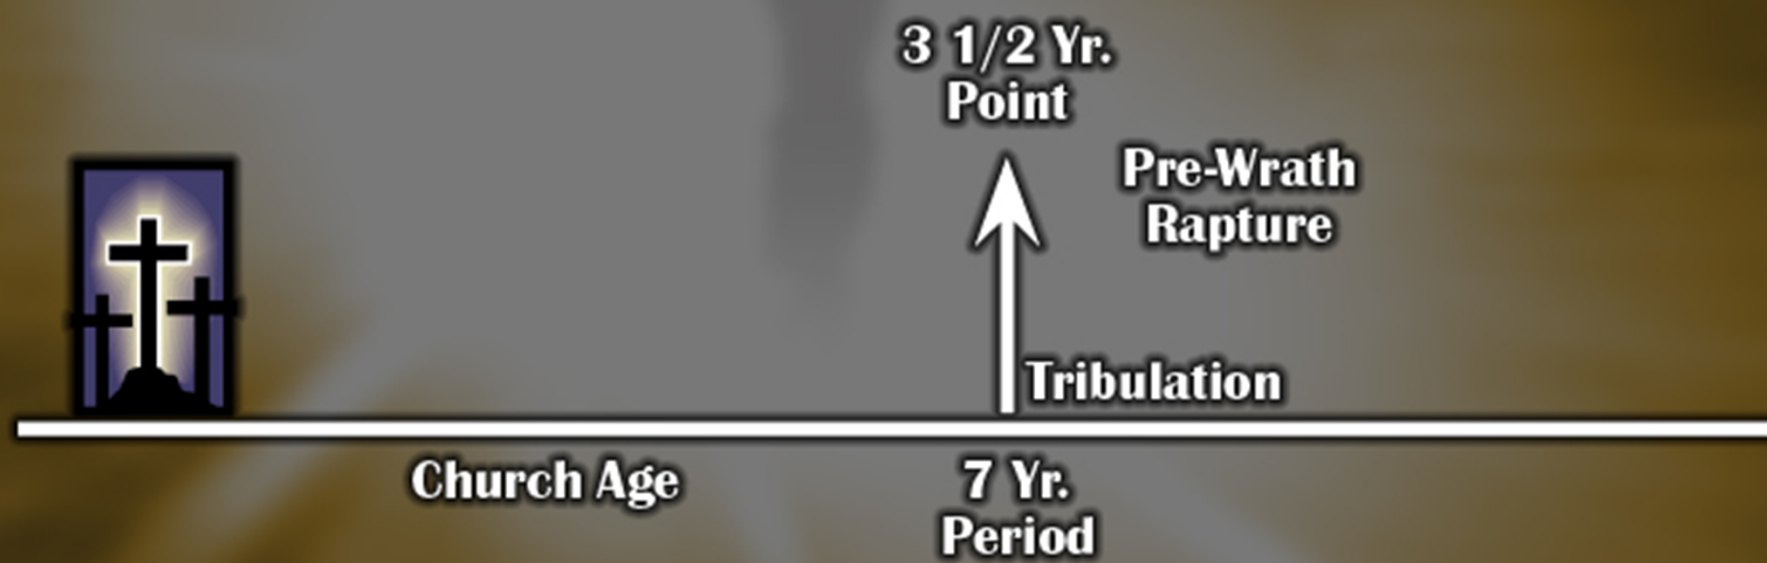 3 1/2 Yr.
Point
Pre-Wrath
Rapture
Tribulation
Church Age
7 Yr.
Period